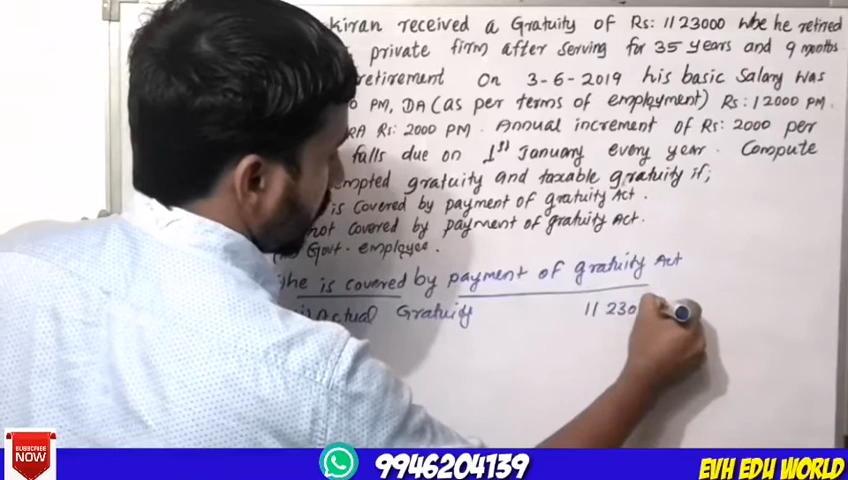 kiran received a Gratuity of Rs: 1123000 whe he retired
private firm after serving for 35 years and 9 months
retirement On 3-6-2019 his basic Salary was
PM, DA (as per terms of employment) Rs: 12000 PM.
RA Rs: 2000 PM. Annual increment of Rs: 2000 per
falls due on 1st January every year. Compute
empted gratuity and taxable gratuity if;
is covered by payment of gratuity Act.
not covered by payment of gratuity Act.
Govt. employee.
he is covered by payment of gratuity Act
Actual Gratuity 11 230
SUBSCRIBE
NOW
9946204139
EVH EDU WORLD